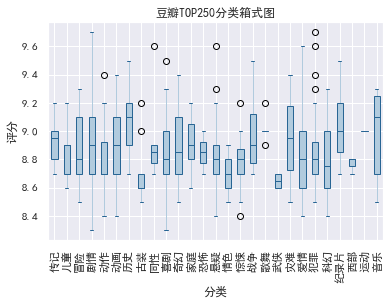 豆瓣TOP250分类箱式图
评分
9.6
9.4
9.2
9.0
8.8
8.6
8.4
传记
儿童
冒险
剧情
动作
动画
历史
古装
同性
喜剧
奇幻
家庭
恐怖
悬疑
情色
惊悚
战争
歌舞
武侠
灾难
爱情
犯罪
科幻
纪录片
西部
运动
音乐
分类